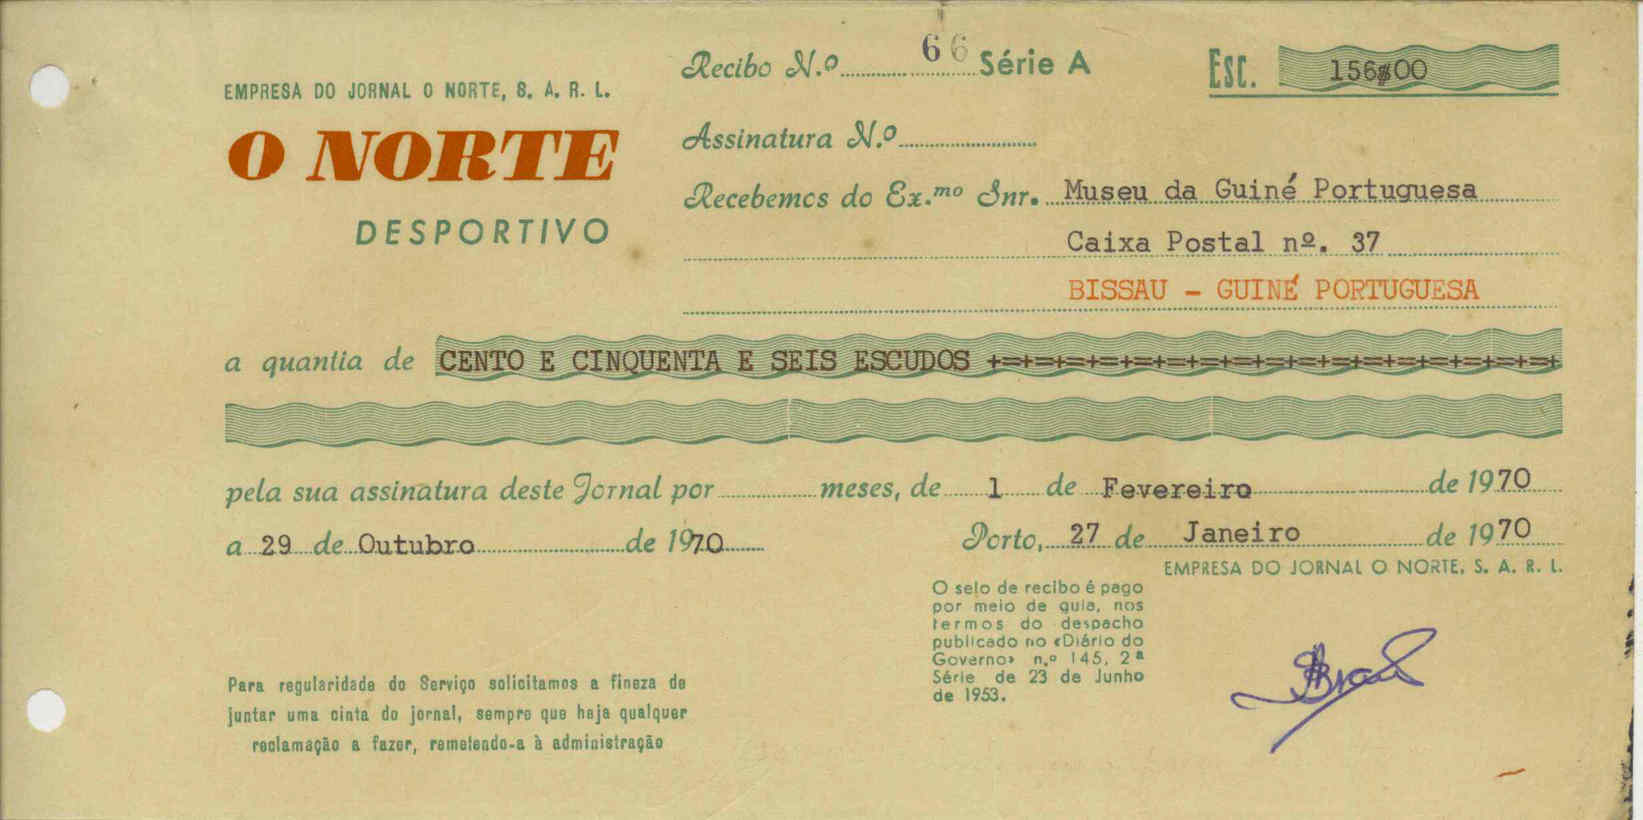 EMPRESA DO JORNAL O NORTE, S. A. R. L.
O NORTE
DESPORTIVO
Recibo N.º 66 Série A
Esc. 156$00
Assinatura N.º
Recebemos do Ex.mo Snr. Museu da Guiné Portuguesa
Caixa Postal nº. 37
BISSAU - GUINÉ PORTUGUESA
a quantia de CENTO E CINQUENTA E SEIS ESCUDOS +=+=+=+=+=+=+=+=+=+=+=+=+=+=+=+=+=+
pela sua assinatura deste Jornal por meses, de 1 de Fevereiro de 1970
a 29 de Outubro de 1970
Porto, 27 de Janeiro de 1970
EMPRESA DO JORNAL O NORTE, S. A. R. L.
O selo de recibo é pago
por meio de guia, nos
termos do despacho
publicado no «Diário do
Governo» n.º 145, 2ª
Série de 23 de Junho
de 1953.
Para regularidade do Serviço solicitamos a fineza de
juntar uma cinta do jornal, sempre que haja qualquer
reclamação a fazer, remetendo-a à administração